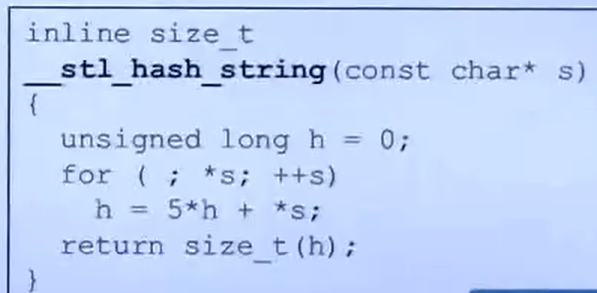 inline size_t
__stl_hash_string(const char* s)
{
  unsigned long h = 0;
  for ( ; *s; ++s)
    h = 5*h + *s;
  return size_t(h);
}